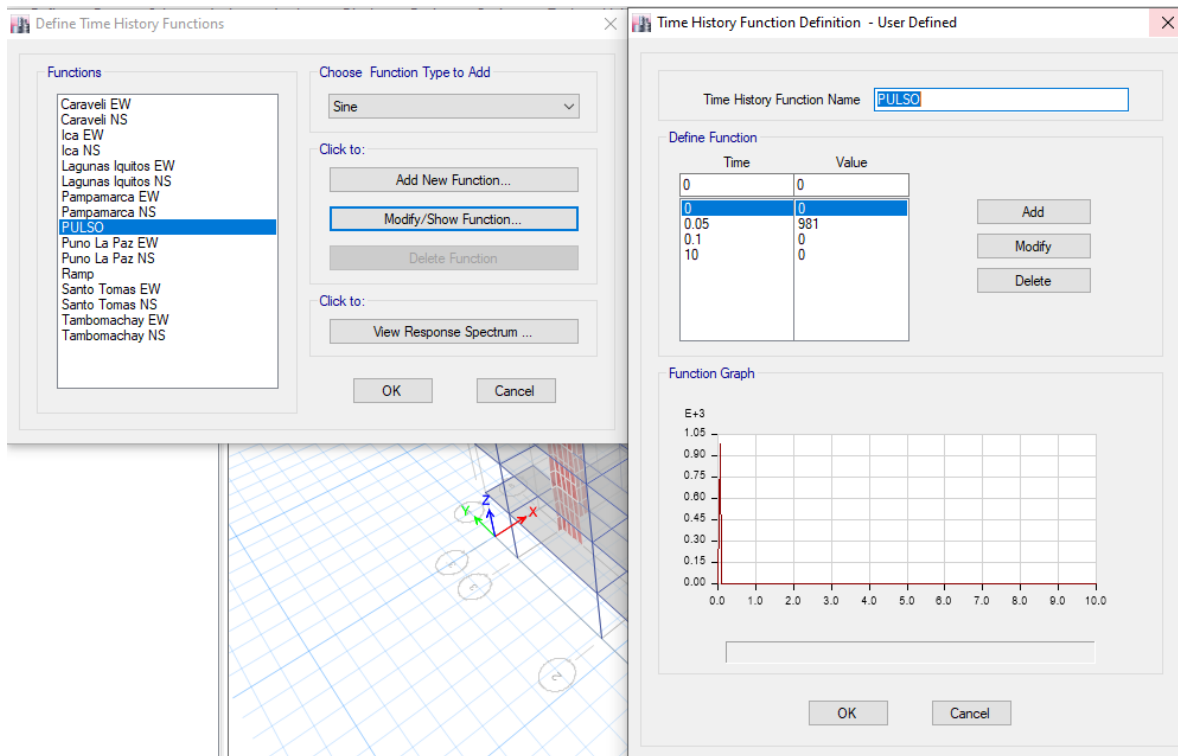 Define Time History Functions
Functions
Caraveli EW
Caraveli NS
Ica EW
Ica NS
Lagunas Iquitos EW
Lagunas Iquitos NS
Pampamarca EW
Pampamarca NS
PULSO
Puno La Paz EW
Puno La Paz NS
Ramp
Santo Tomas EW
Santo Tomas NS
Tambomachay EW
Tambomachay NS
Choose Function Type to Add
Sine
Click to:
Add New Function...
Modify/Show Function...
Delete Function
Click to:
View Response Spectrum ...
OK Cancel
Z
Y X
2
Time History Function Definition - User Defined
Time History Function Name PULSO
Define Function
Time Value
0 0
0 0
0.05 981
0.1 0
10 0
Add
Modify
Delete
Function Graph
E+3
1.05
0.90
0.75
0.60
0.45
0.30
0.15
0.00
0.0 1.0 2.0 3.0 4.0 5.0 6.0 7.0 8.0 9.0 10.0
OK Cancel